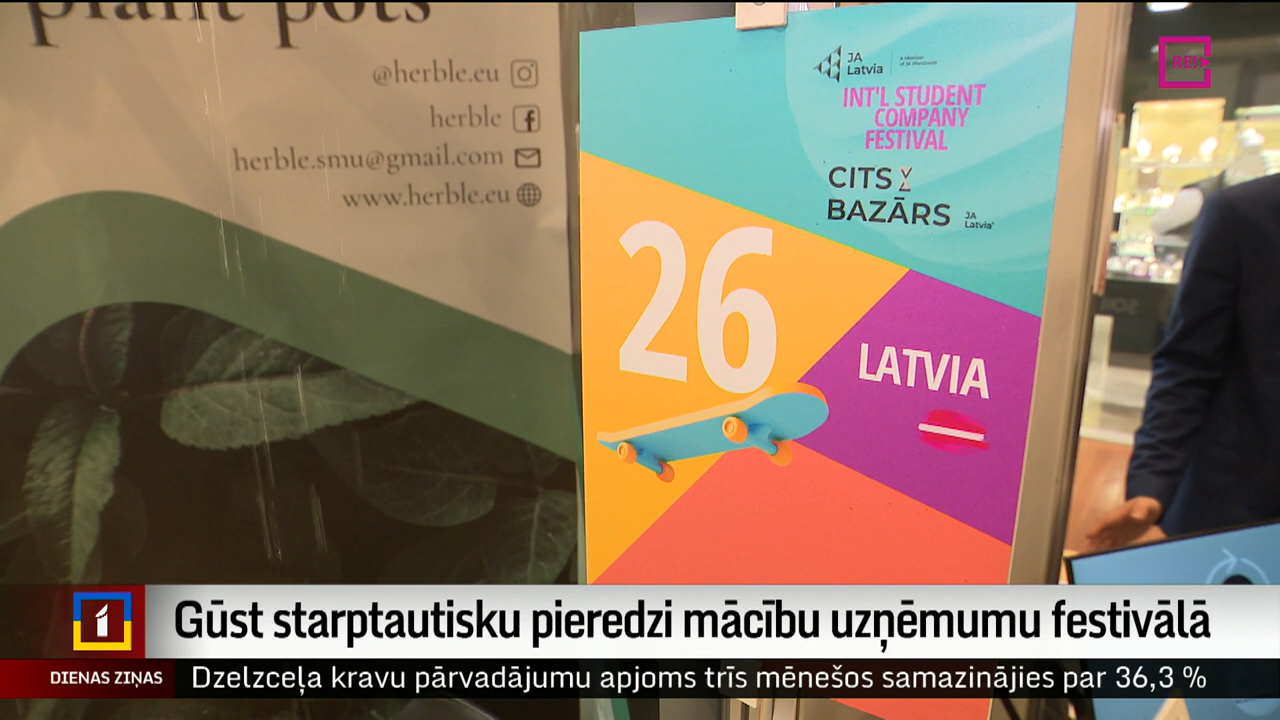 plant pots
@herble.eu
herble
herble.smu@gmail.com
www.herble.eu
JA
Latvia
A Member
of JA Worldwide
INT'L STUDENT
COMPANY
FESTIVAL
CITS
BAZĀRS
JA
Latvia
26
LATVIA
REPL
1
Gūst starptautisku pieredzi mācību uzņēmumu festivālā
DIENAS ZIŅAS
Dzelzceļa kravu pārvadājumu apjoms trīs mēnešos samazinājies par 36,3 %